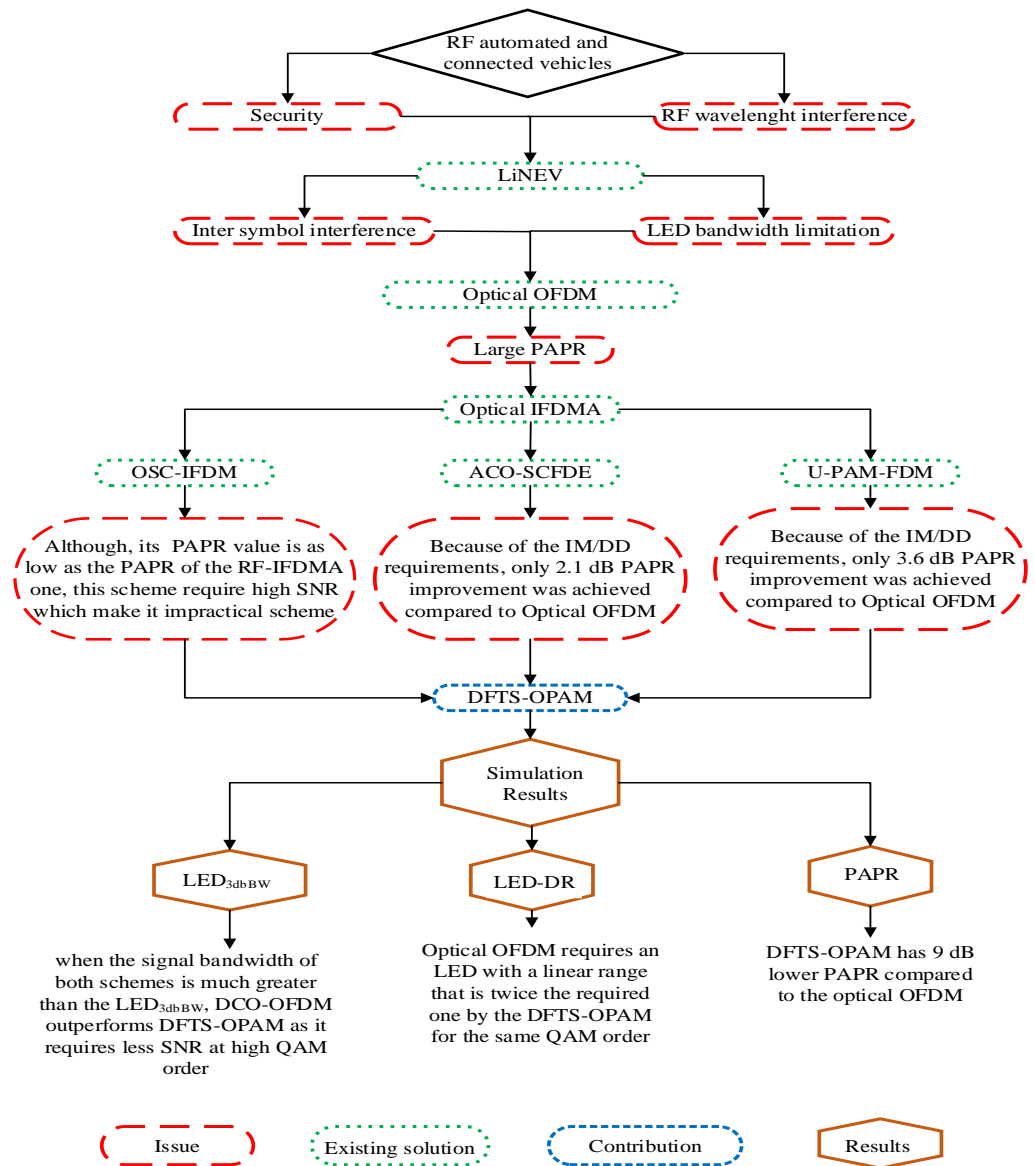 RF automated and
connected vehicles
Security
RF wavelenght interference
LiNEV
Inter symbol interference
LED bandwidth limitation
Optical OFDM
Large PAPR
Optical IFDMA
OSC-IFDM
ACO-SCFDE
U-PAM-FDM
Although, its PAPR value is as
low as the PAPR of the RF-IFDMA
one, this scheme require high SNR
which make it impractical scheme
Because of the IM/DD
requirements, only 2.1 dB PAPR
improvement was achieved
compared to Optical OFDM
Because of the IM/DD
requirements, only 3.6 dB PAPR
improvement was achieved
compared to Optical OFDM
DFTS-OPAM
Simulation
Results
LED3dbBW
LED-DR
PAPR
when the signal bandwidth of
both schemes is much greater
than the LED3dbBW, DCO-OFDM
outperforms DFTS-OPAM as it
requires less SNR at high QAM
order
Optical OFDM requires an
LED with a linear range
that is twice the required
one by the DFTS-OPAM
for the same QAM order
DFTS-OPAM has 9 dB
lower PAPR compared
to the optical OFDM
Issue
Existing solution
Contribution
Results